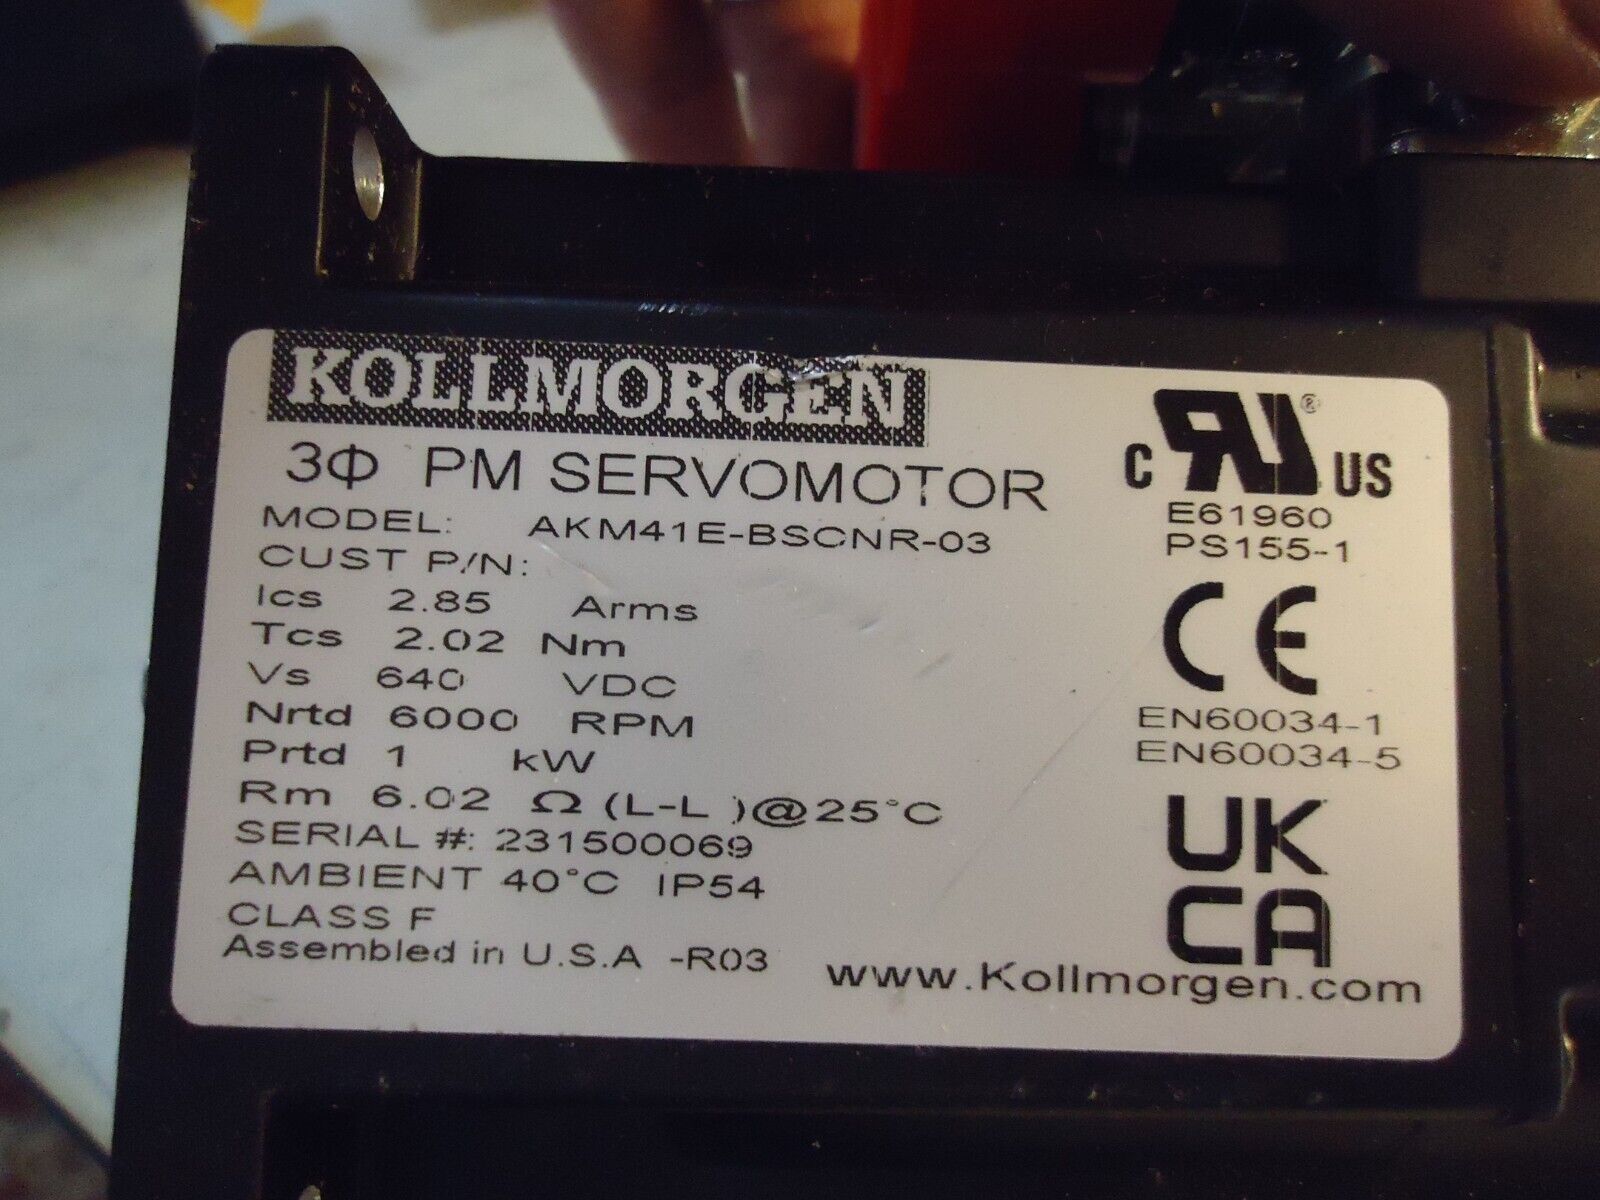 KOLLMORGEN
3Φ PM SERVOMOTOR
MODEL: AKM41E-BSCNR-03
CUST P/N:
Ics 2.85 Arms
Tcs 2.02 Nm
Vs 640 VDC
Nrtd 6000 RPM
Prtd 1 kW
Rm 6.02 Ω (L-L )@25°C
SERIAL #: 231500069
AMBIENT 40°C IP54
CLASS F
Assembled in U.S.A -R03
www.Kollmorgen.com
C RU ® US
E61960
PS155-1
CE
EN60034-1
EN60034-5
UK
CA